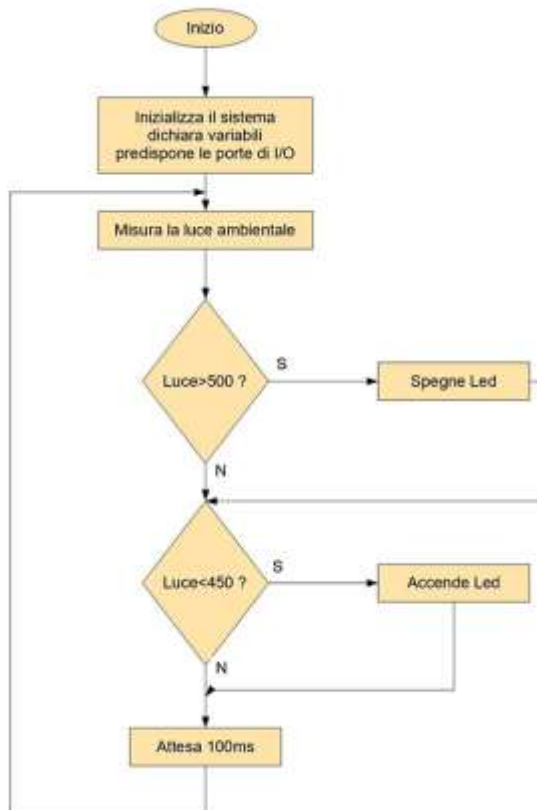 Inizio
Inizializza il sistema
dichiara variabili
predispone le porte di I/O
Misura la luce ambientale
Luce>500 ?
S
Spegne Led
N
Luce<450 ?
S
Accende Led
N
Attesa 100ms